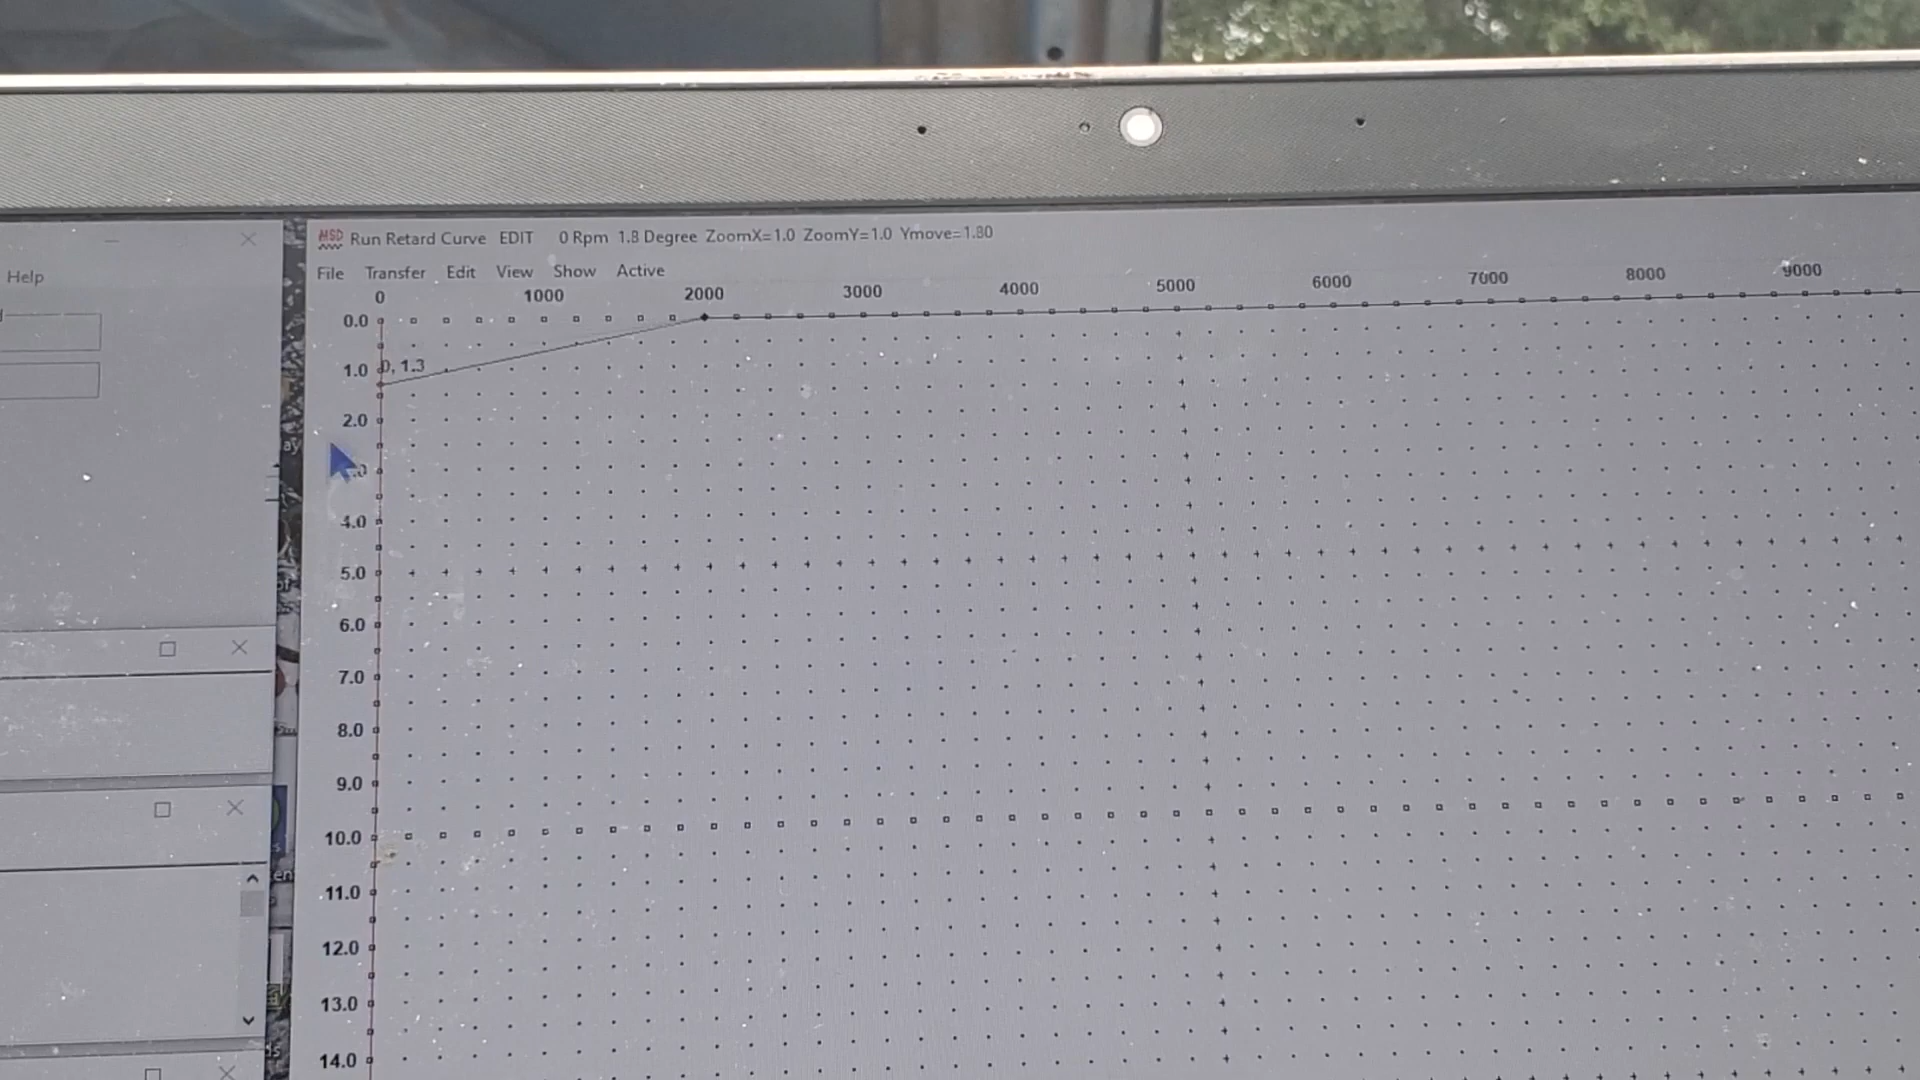 MSD Run Retard Curve EDIT 0 Rpm 1.8 Degree ZoomX=1.0 ZoomY=1.0 Ymove=1.80
Help
File Transfer Edit View Show Active
0 1000 2000 3000 4000 5000 6000 7000 8000 9000
0.0
1.0 0, 1.3
2.0
ay
4.0
5.0
6.0
7.0
8.0
9.0
10.0
en
11.0
12.0
13.0
14.0